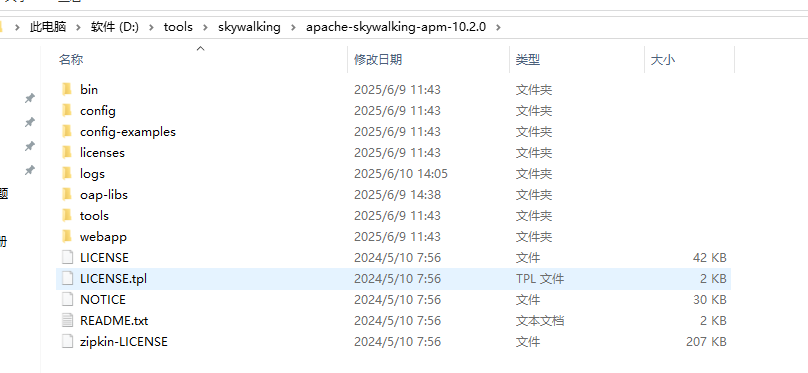 此电脑 > 软件 (D:) > tools > skywalking > apache-skywalking-apm-10.2.0 >
名称 修改日期 类型 大小
bin 2025/6/9 11:43 文件夹
config 2025/6/9 11:43 文件夹
config-examples 2025/6/9 11:43 文件夹
licenses 2025/6/9 11:43 文件夹
logs 2025/6/10 14:05 文件夹
oap-libs 2025/6/9 14:38 文件夹
题
tools 2025/6/9 11:43 文件夹
webapp 2025/6/9 11:43 文件夹
册
LICENSE 2024/5/10 7:56 文件 42 KB
LICENSE.tpl 2024/5/10 7:56 TPL 文件 2 KB
NOTICE 2024/5/10 7:56 文件 30 KB
README.txt 2024/5/10 7:56 文本文档 2 KB
zipkin-LICENSE 2024/5/10 7:56 文件 207 KB